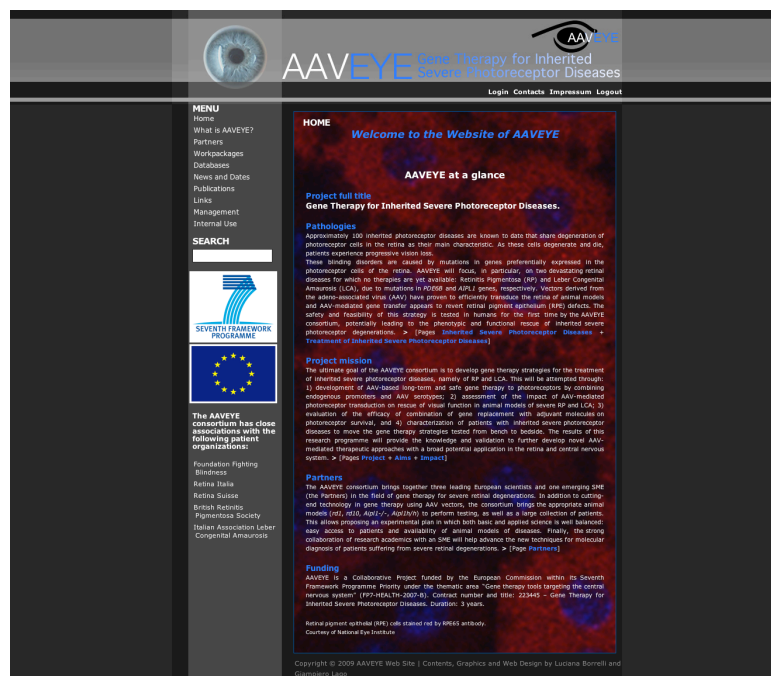 AAVEYE
AAVEYE Gene Therapy for Inherited
Severe Photoreceptor Diseases
Login Contacts Impressum Logout
MENU
Home
What is AAVEYE?
Partners
Workpackages
Databases
News and Dates
Publications
Links
Management
Internal Use
SEARCH
SEVENTH FRAMEWORK
PROGRAMME
The AAVEYE
consortium has close
associations with the
following patient
organizations:
Foundation Fighting
Blindness
Retina Italia
Retina Suisse
British Retinitis
Pigmentosa Society
Italian Association Leber
Congenital Amaurosis
HOME
Welcome to the Website of AAVEYE
AAVEYE at a glance
Project full title
Gene Therapy for Inherited Severe Photoreceptor Diseases.
Pathologies
Approximately 100 inherited photoreceptor diseases are known to date that share degeneration of
photoreceptor cells in the retina as their main characteristic. As these cells degenerate and die,
patients experience progressive vision loss.
These blinding disorders are caused by mutations in genes preferentially expressed in the
photoreceptor cells of the retina. AAVEYE will focus, in particular, on two devastating retinal
diseases for which no therapies are yet available: Retinitis Pigmentosa (RP) and Leber Congenital
Amaurosis (LCA), due to mutations in PDE6B and AIPL1 genes, respectively. Vectors derived from
the adeno-associated virus (AAV) have proven to efficiently transduce the retina of animal models
and AAV-mediated gene transfer appears to revert retinal pigment epithelium (RPE) defects. The
safety and feasibility of this strategy is tested in humans for the first time by the AAVEYE
consortium, potentially leading to the phenotypic and functional rescue of inherited severe
photoreceptor degenerations. > [Pages Inherited Severe Photoreceptor Diseases +
Treatment of Inherited Severe Photoreceptor Diseases]
Project mission
The ultimate goal of the AAVEYE consortium is to develop gene therapy strategies for the treatment
of inherited severe photoreceptor diseases, namely of RP and LCA. This will be attempted through:
1) development of AAV-based long-term and safe gene therapy to photoreceptors by combining
endogenous promoters and AAV serotypes; 2) assessment of the impact of AAV-mediated
photoreceptor transduction on rescue of visual function in animal models of severe RP and LCA; 3)
evaluation of the efficacy of combination of gene replacement with adjuvant molecules on
photoreceptor survival, and 4) characterization of patients with inherited severe photoreceptor
diseases to move the gene therapy strategies tested from bench to bedside. The results of this
research programme will provide the knowledge and validation to further develop novel AAV-
mediated therapeutic approaches with a broad potential application in the retina and central nervous
system. > [Pages Project + Aims + Impact]
Partners
The AAVEYE consortium brings together three leading European scientists and one emerging SME
(the Partners) in the field of gene therapy for severe retinal degenerations. In addition to cutting-
end technology in gene therapy using AAV vectors, the consortium brings the appropriate animal
models (rd1, rd10, Aipl1-/-, Aipl1h/h) to perform testing, as well as a large collection of patients.
This allows proposing an experimental plan in which both basic and applied science is well balanced:
easy access to patients and availability of animal models of diseases. Finally, the strong
collaboration of research academics with an SME will help advance the new techniques for molecular
diagnosis of patients suffering from severe retinal degenerations. > [Page Partners]
Funding
AAVEYE is a Collaborative Project funded by the European Commission within its Seventh
Framework Programme Priority under the thematic area "Gene therapy tools targeting the central
nervous system" (FP7-HEALTH-2007-B). Contract number and title: 223445 – Gene Therapy for
Inherited Severe Photoreceptor Diseases. Duration: 3 years.
Retinal pigment epithelial (RPE) cells stained red by RPE65 antibody.
Courtesy of National Eye Institute
Copyright © 2009 AAVEYE Web Site | Contents, Graphics and Web Design by Luciana Borrelli and
Giampiero Lago